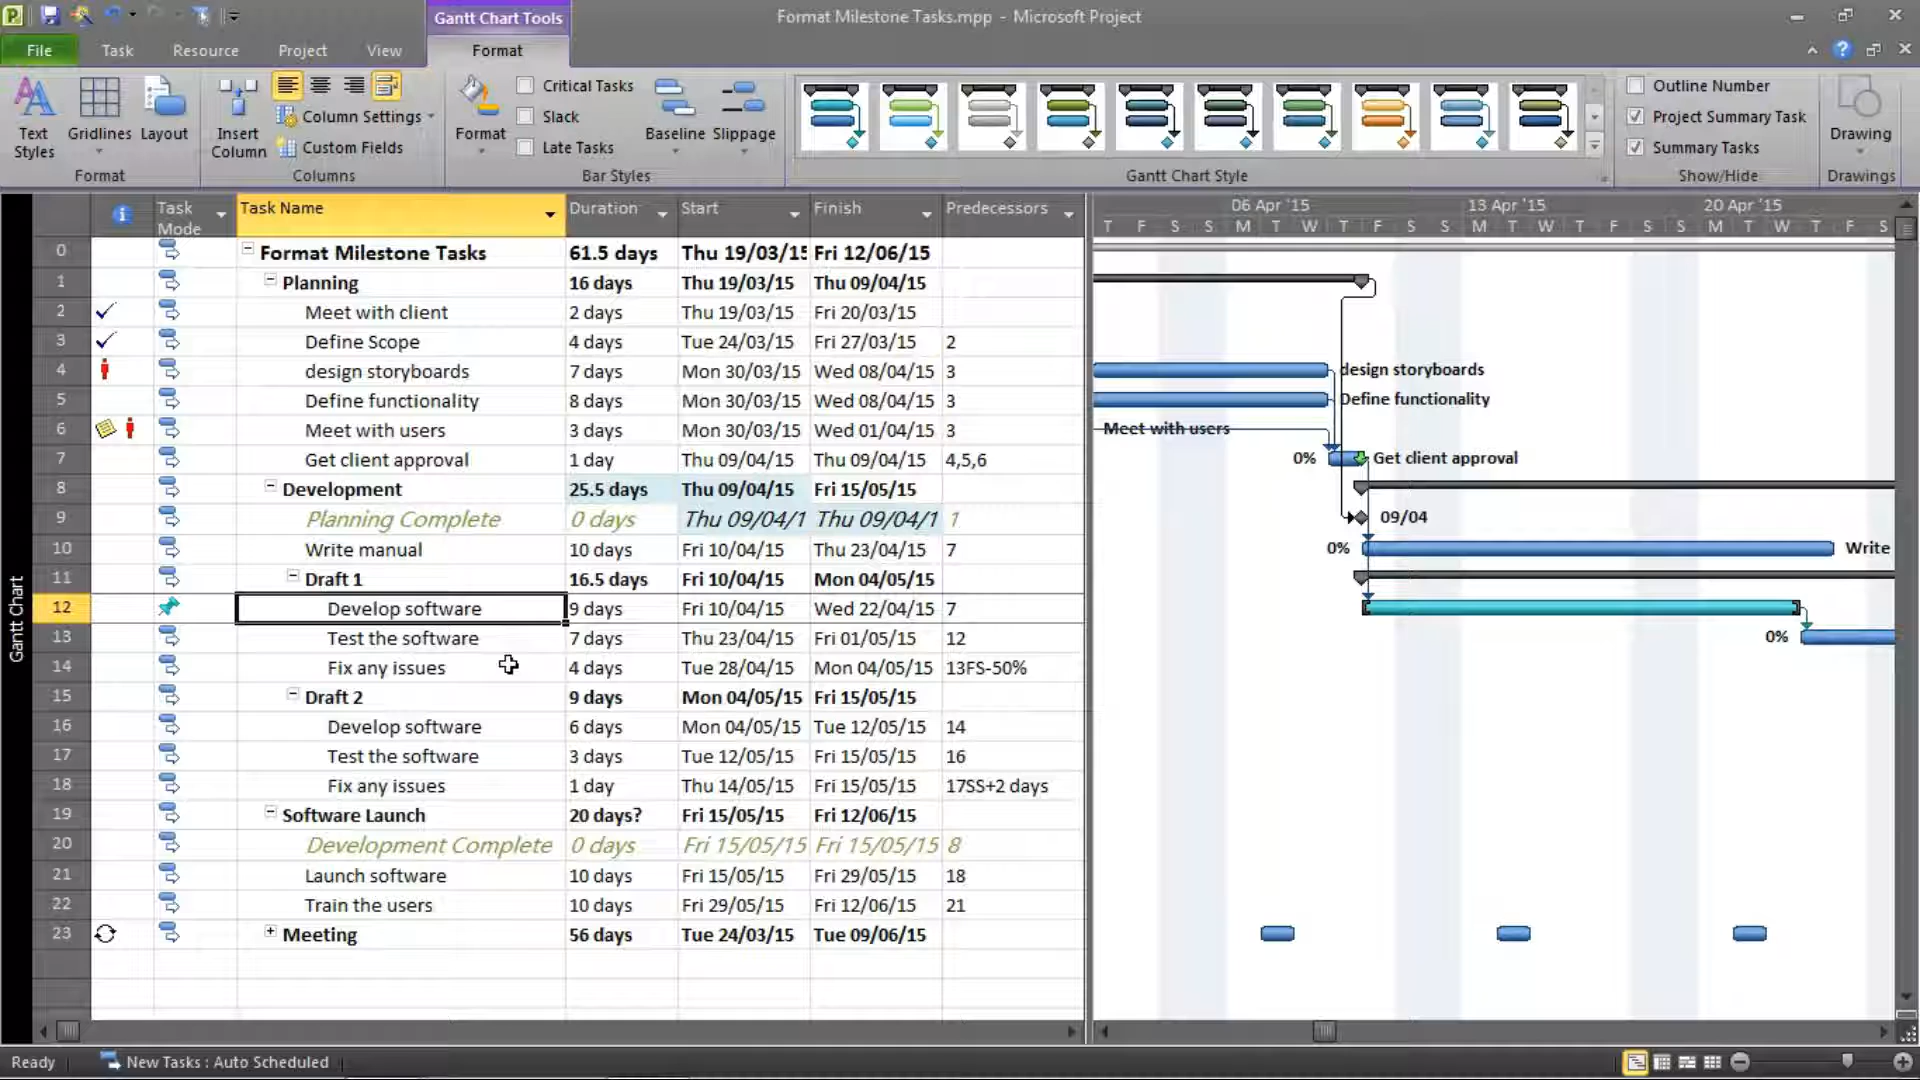 Gantt Chart Tools
Format Milestone Tasks.mpp - Microsoft Project
File Task Resource Project View Format
Text Styles
Gridlines
Layout
Format
Insert Column
Column Settings
Custom Fields
Columns
Format
Critical Tasks
Slack
Late Tasks
Baseline
Slippage
Bar Styles
Gantt Chart Style
Outline Number
Project Summary Task
Summary Tasks
Show/Hide
Drawing
Drawings
Task Mode Task Name Duration Start Finish Predecessors
06 Apr '15 13 Apr '15 20 Apr '15
T F S S M T W T F S S M T W T F S S M T W T F S
0 Format Milestone Tasks 61.5 days Thu 19/03/15 Fri 12/06/15
1 Planning 16 days Thu 19/03/15 Thu 09/04/15
2 Meet with client 2 days Thu 19/03/15 Fri 20/03/15
3 Define Scope 4 days Tue 24/03/15 Fri 27/03/15 2
4 design storyboards 7 days Mon 30/03/15 Wed 08/04/15 3 design storyboards
5 Define functionality 8 days Mon 30/03/15 Wed 08/04/15 3 Define functionality
6 Meet with users 3 days Mon 30/03/15 Wed 01/04/15 3 Meet with users
7 Get client approval 1 day Thu 09/04/15 Thu 09/04/15 4,5,6 0% Get client approval
8 Development 25.5 days Thu 09/04/15 Fri 15/05/15
9 Planning Complete 0 days Thu 09/04/1 Thu 09/04/1 1 09/04
10 Write manual 10 days Fri 10/04/15 Thu 23/04/15 7 0% Write
11 Draft 1 16.5 days Fri 10/04/15 Mon 04/05/15
12 Develop software 9 days Fri 10/04/15 Wed 22/04/15 7
13 Test the software 7 days Thu 23/04/15 Fri 01/05/15 12 0%
14 Fix any issues 4 days Tue 28/04/15 Mon 04/05/15 13FS-50%
15 Draft 2 9 days Mon 04/05/15 Fri 15/05/15
16 Develop software 6 days Mon 04/05/15 Tue 12/05/15 14
17 Test the software 3 days Tue 12/05/15 Fri 15/05/15 16
18 Fix any issues 1 day Thu 14/05/15 Fri 15/05/15 17SS+2 days
19 Software Launch 20 days? Fri 15/05/15 Fri 12/06/15
20 Development Complete 0 days Fri 15/05/15 Fri 15/05/15 8
21 Launch software 10 days Fri 15/05/15 Fri 29/05/15 18
22 Train the users 10 days Fri 29/05/15 Fri 12/06/15 21
23 Meeting 56 days Tue 24/03/15 Tue 09/06/15
Gantt Chart
Ready New Tasks : Auto Scheduled